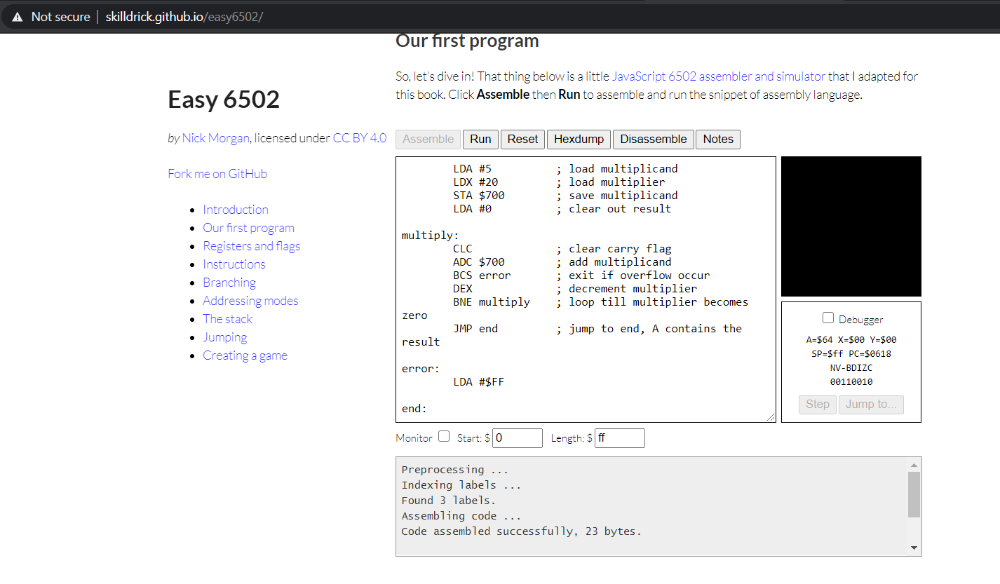 Not secure | skilldrick.github.io/easy6502/
Our first program
So, let's dive in! That thing below is a little JavaScript 6502 assembler and simulator that I adapted for
this book. Click Assemble then Run to assemble and run the snippet of assembly language.
Easy 6502
by Nick Morgan, licensed under CC BY 4.0
Fork me on GitHub
Introduction
Our first program
Registers and flags
Instructions
Branching
Addressing modes
The stack
Jumping
Creating a game
Assemble Run Reset Hexdump Disassemble Notes
LDA #5 ; load multiplicand
LDX #20 ; load multiplier
STA $700 ; save multiplicand
LDA #0 ; clear out result
multiply:
CLC ; clear carry flag
ADC $700 ; add multiplicand
BCS error ; exit if overflow occur
DEX ; decrement multiplier
BNE multiply ; loop till multiplier becomes
zero
JMP end ; jump to end, A contains the
result
error:
LDA #$FF
end:
Debugger
A=$64 X=$00 Y=$00
SP=$ff PC=$0618
NV-BDIZC
00110010
Step Jump to...
Monitor Start: $ 0 Length: $ ff
Preprocessing ...
Indexing labels ...
Found 3 labels.
Assembling code ...
Code assembled successfully, 23 bytes.